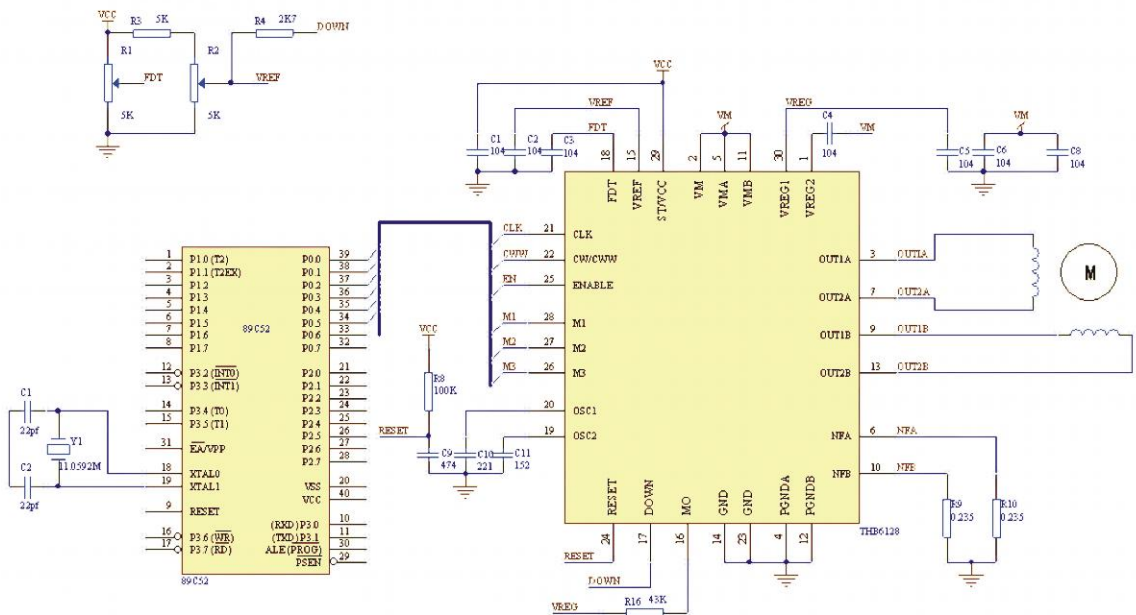 VCC
R3 5K
R4 2K7
DOWN
R1
R2
FDT
VREF
5K
5K
VCC
VREF
FDT
C1
104
C2
104
C3
104
18
15
29
2
5
11
30
1
VM
VREG
C4
104
VM
VM
C5
104
C6
104
C8
104
FDT
VREF
ST/VCC
VM
VMA
VMB
VREG1
VREG2
CLK 21 CLK
CWW 22 CW/CWW
EN 25 ENABLE
M1 28 M1
M2 27 M2
M3 26 M3
20 OSC1
19 OSC2
OUT1A 3 OUT1A
OUT2A 7 OUT2A
OUT1B 9 OUT1B
OUT2B 13 OUT2B
NFA 6 NFA
NFB 10 NFB
M
R9
0.235
R10
0.235
RESET
DOWN
MO
GND
GND
PGNDA
PGNDB
24
17
16
14
23
4
12
THB6128
RESET
DOWN
VREG R16 43K
VCC
R8
100K
RESET
C9
474
C10
221
C11
152
1 P1.0 (T2) P0.0 39
2 P1.1 (T2EX) P0.1 38
3 P1.2 P0.2 37
4 P1.3 P0.3 36
5 P1.4 P0.4 35
6 P1.5 P0.5 34
7 P1.6 P0.6 33
8 P1.7 P0.7 32
89C52
12 P3.2 (INT0) P2.0 21
13 P3.3 (INT1) P2.1 22
P2.2 23
14 P3.4 (T0) P2.3 24
15 P3.5 (T1) P2.4 25
P2.5 26
31 EA/VPP P2.6 27
P2.7 28
18 XTAL0
19 XTAL1 VSS 20
VCC 40
9 RESET
(RXD) P3.0 10
16 P3.6 (WR) (TXD) P3.1 11
17 P3.7 (RD) ALE (PROG) 30
PSEN 29
89C52
C1
22pf
Y1
11.0592M
C2
22pf